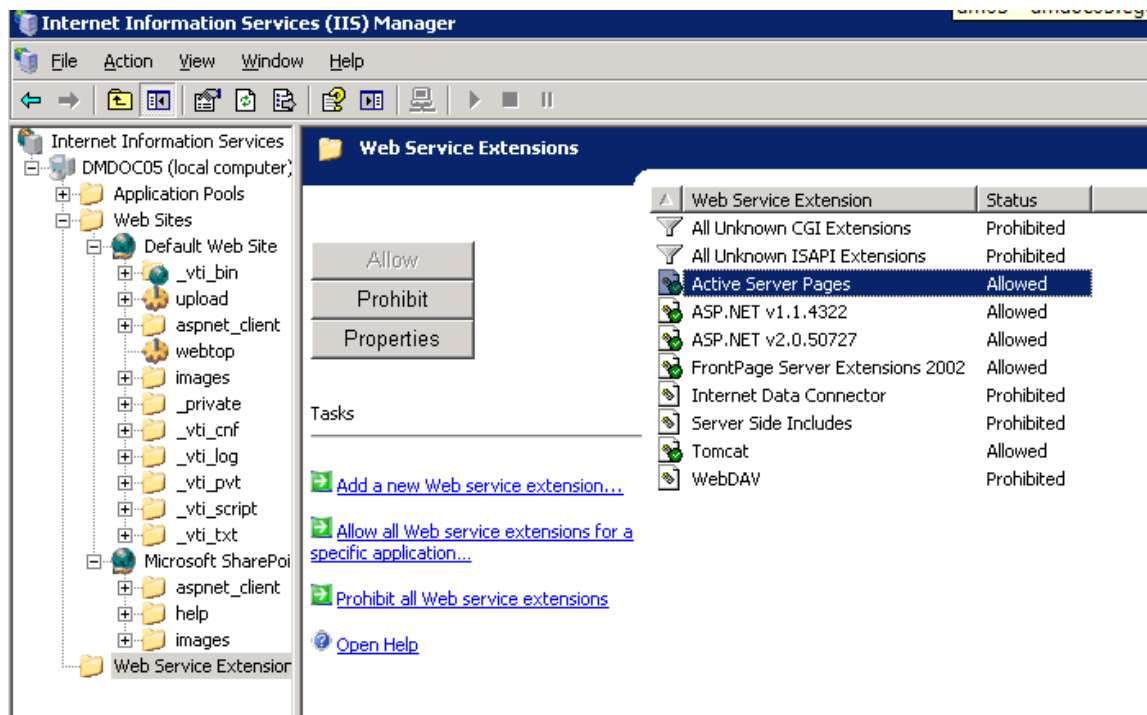 Internet Information Services (IIS) Manager
File Action View Window Help
Internet Information Services
DMDOC05 (local computer)
Application Pools
Web Sites
Default Web Site
_vti_bin
upload
aspnet_client
webtop
images
_private
_vti_cnf
_vti_log
_vti_pvt
_vti_script
_vti_txt
Microsoft SharePoi
aspnet_client
help
images
Web Service Extension
Web Service Extensions
Allow
Prohibit
Properties
Tasks
Add a new Web service extension...
Allow all Web service extensions for a
specific application...
Prohibit all Web service extensions
Open Help
Web Service Extension Status
All Unknown CGI Extensions Prohibited
All Unknown ISAPI Extensions Prohibited
Active Server Pages Allowed
ASP.NET v1.1.4322 Allowed
ASP.NET v2.0.50727 Allowed
FrontPage Server Extensions 2002 Allowed
Internet Data Connector Prohibited
Server Side Includes Prohibited
Tomcat Allowed
WebDAV Prohibited